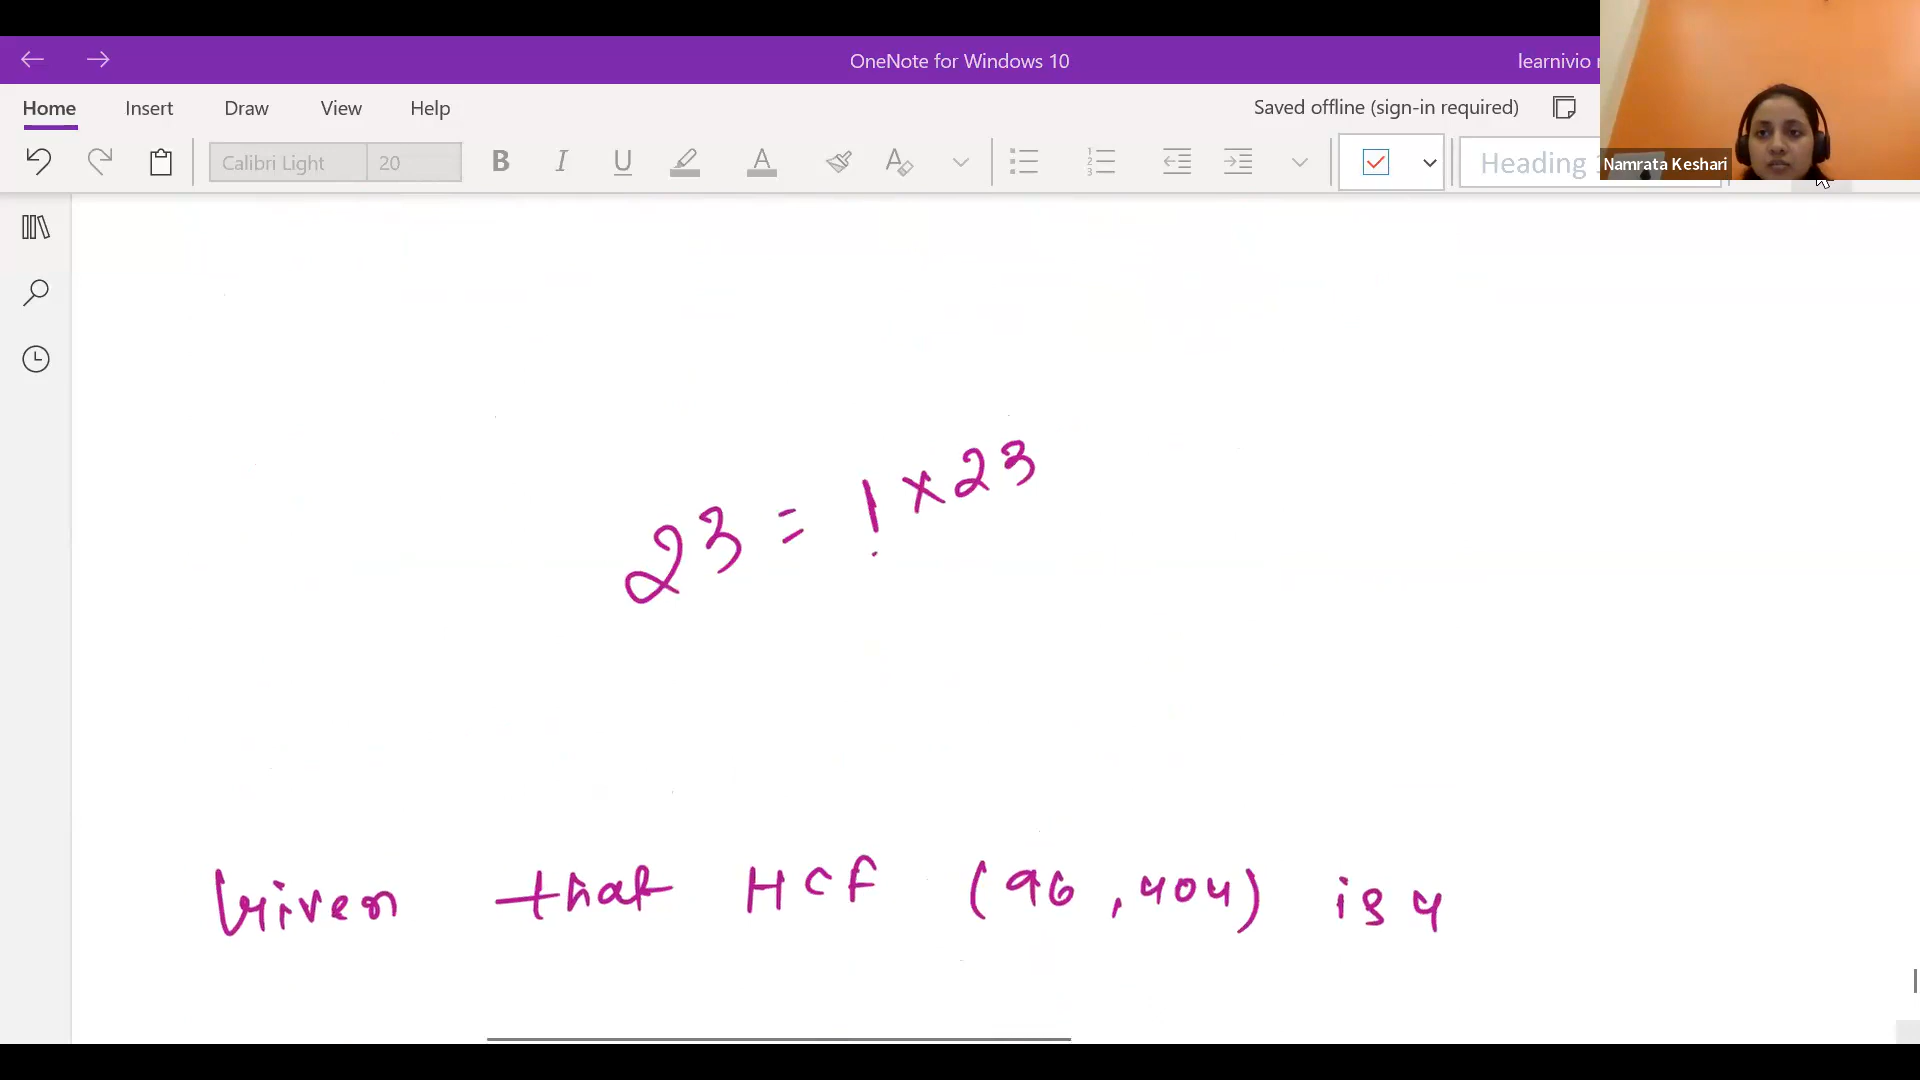 OneNote for Windows 10
learnivio
Home Insert Draw View Help
Saved offline (sign-in required)
Calibri Light 20 B I U A A
Heading
Namrata Keshari
23 = 1 × 23
Given that HCF (96, 404) is 4